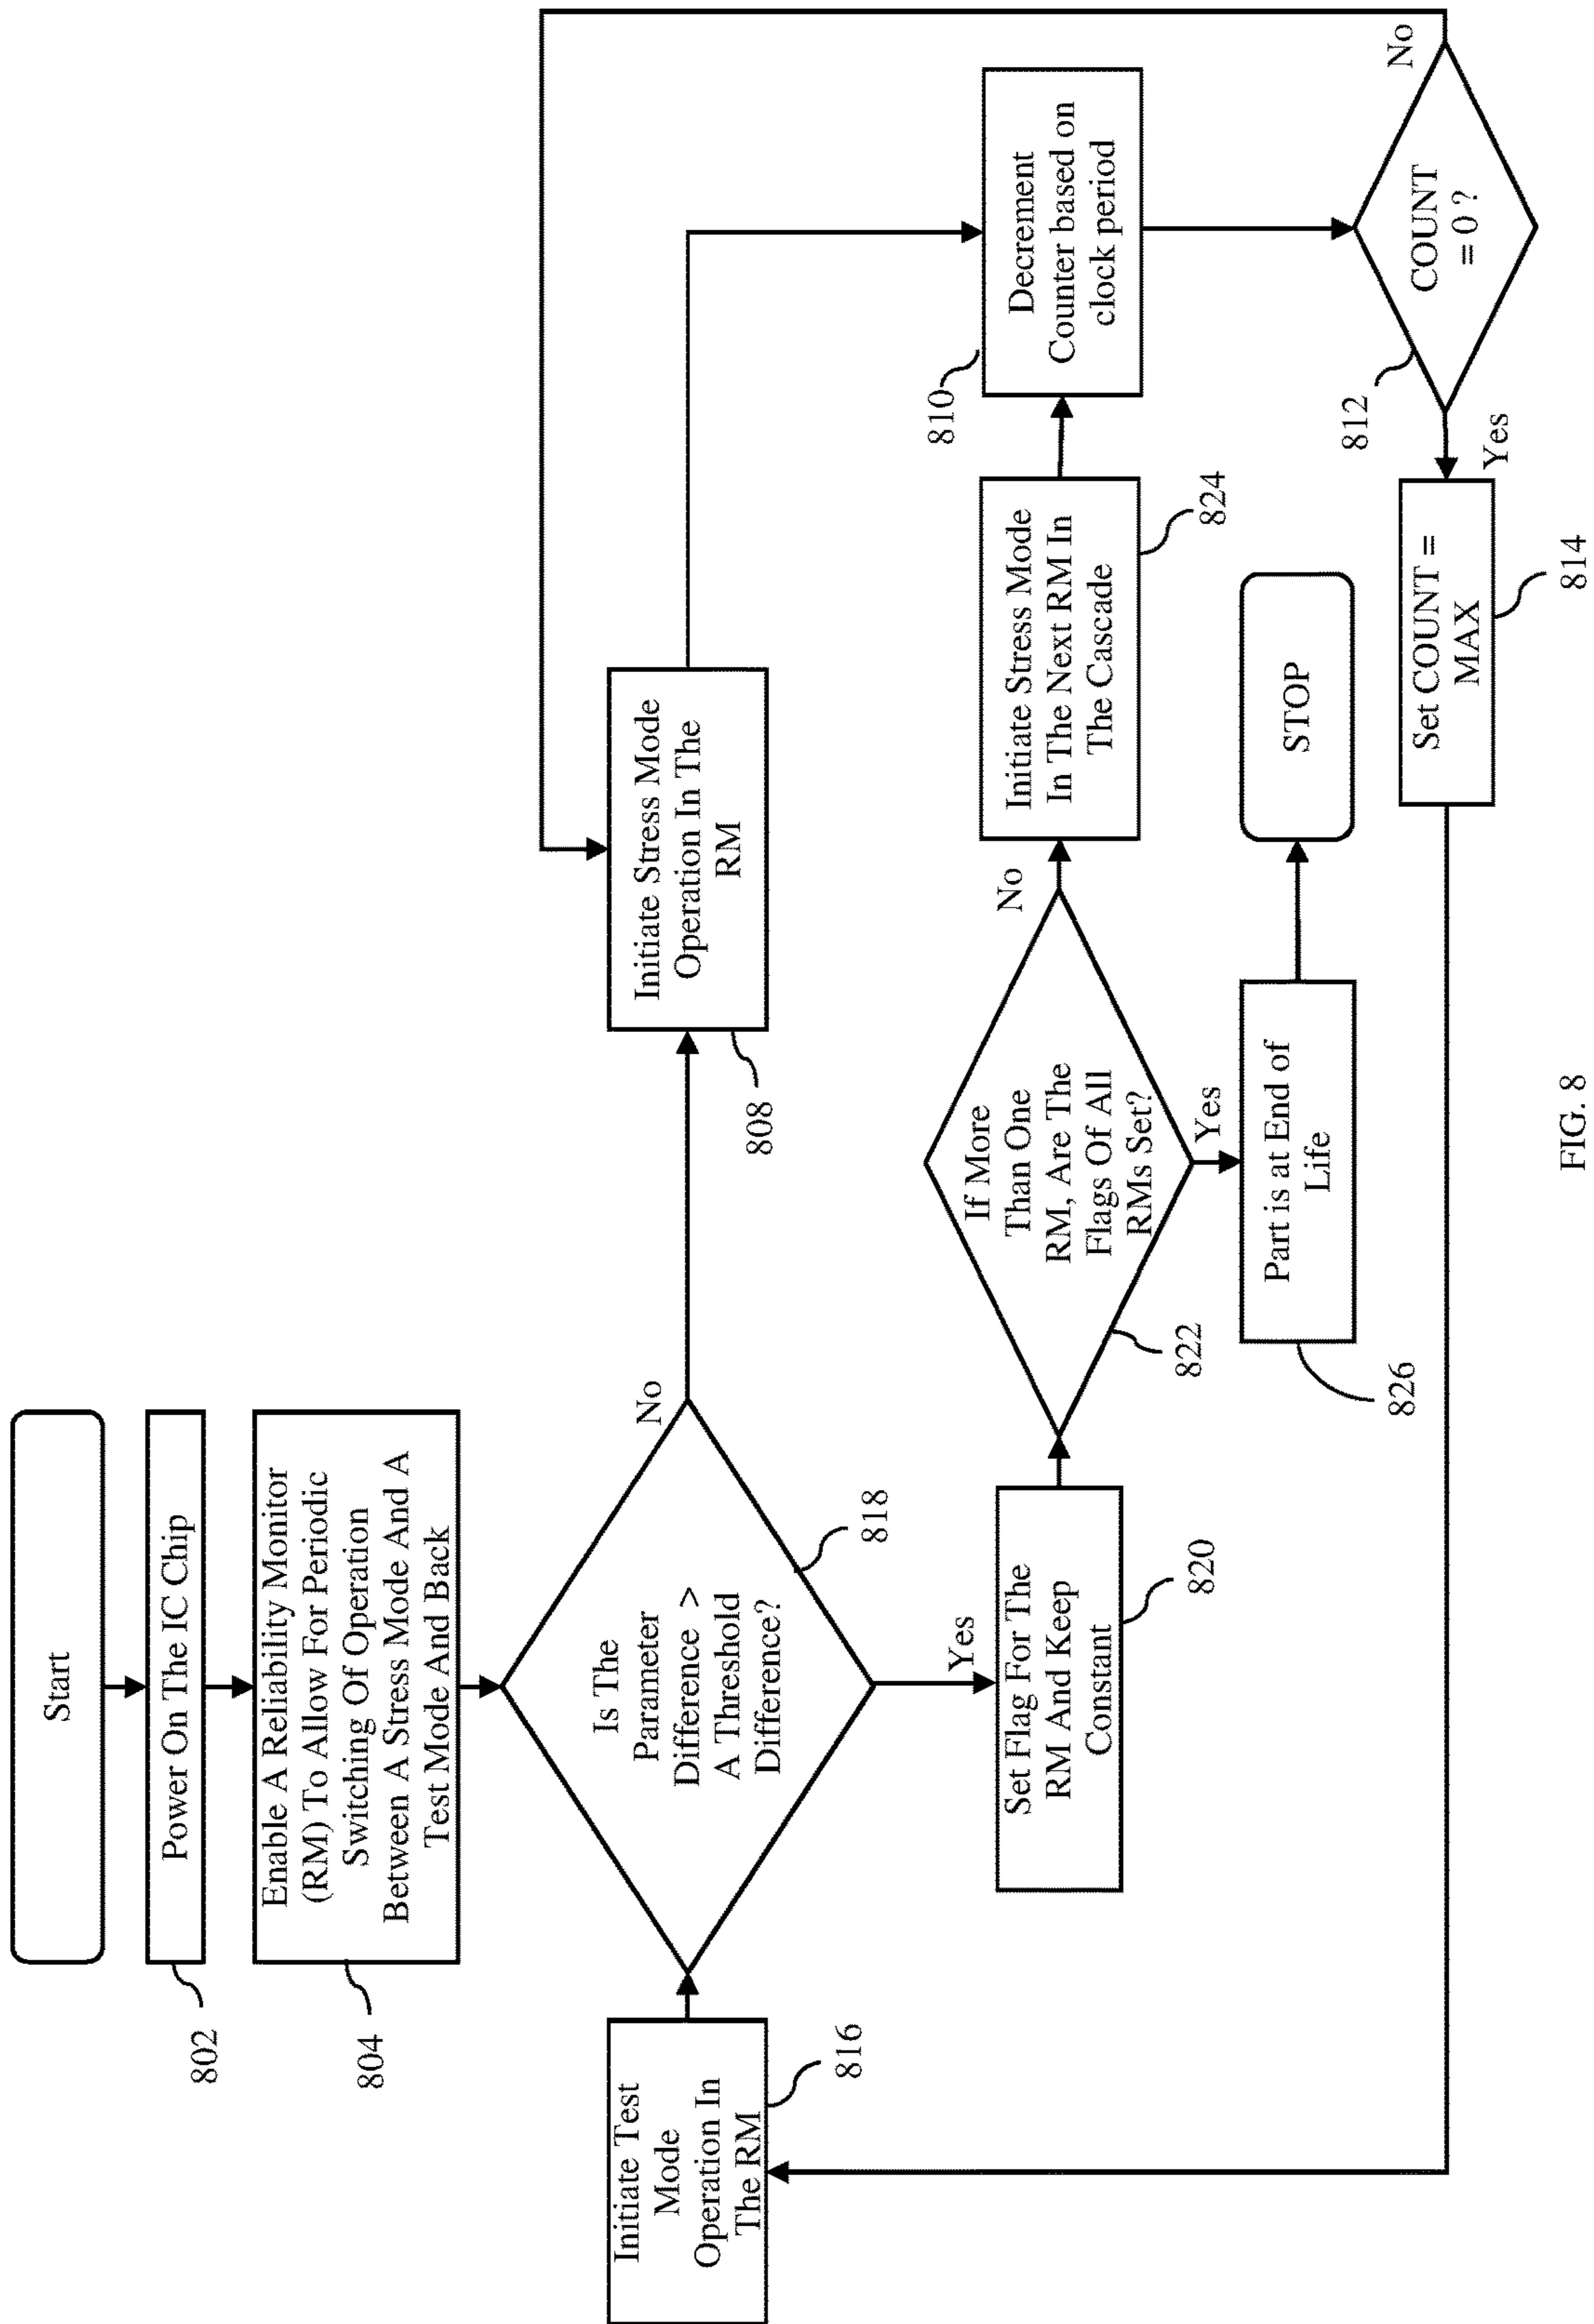 Start
Power On The IC Chip
802
Enable A Reliability Monitor
(RM) To Allow For Periodic
Switching Of Operation
Between A Stress Mode And A
Test Mode And Back
804
Initiate Test
Mode
Operation In
The RM
816
Is The
Parameter
Difference >
A Threshold
Difference?
818
No
Yes
Initiate Stress Mode
Operation In The
RM
808
Set Flag For The
RM And Keep
Constant
820
If More
Than One
RM, Are The
Flags Of All
RMs Set?
822
No
Yes
Initiate Stress Mode
In The Next RM In
The Cascade
824
Decrement
Counter based on
clock period
810
Part is at End of
Life
826
STOP
COUNT
= 0 ?
812
No
Yes
Set COUNT =
MAX
814
FIG. 8